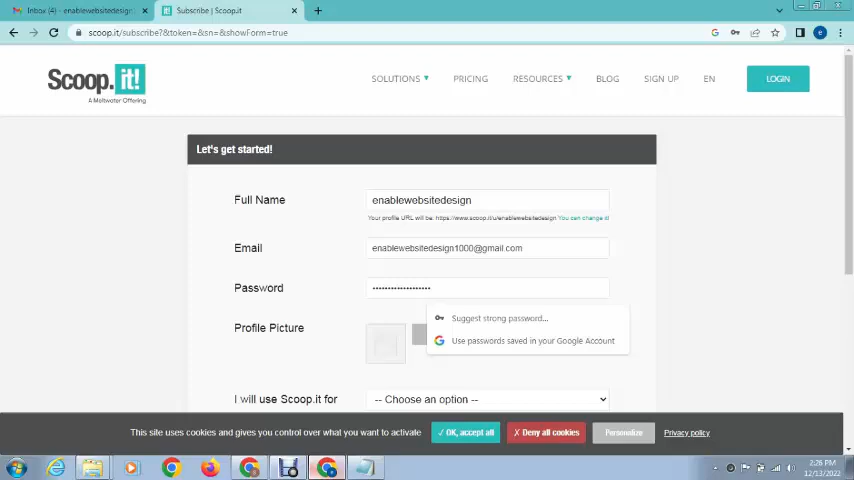 Inbox (4) - enablewebsitedesign
Subscribe | Scoop.it
scoop.it/subscribe?&token=&sn=&showForm=true
e
Scoop.it!
A Meltwater Offering
SOLUTIONS
PRICING
RESOURCES
BLOG
SIGN UP
EN
LOGIN
Let's get started!
Full Name
enablewebsitedesign
Your profile URL will be: https://www.scoop.it/u/enablewebsitedesign You can change it!
Email
enablewebsitedesign1000@gmail.com
Password
Suggest strong password...
Use passwords saved in your Google Account
Profile Picture
I will use Scoop.it for
-- Choose an option --
This site uses cookies and gives you control over what you want to activate
✓ OK, accept all
✗ Deny all cookies
Personalize
Privacy policy
2:26 PM
12/13/2022